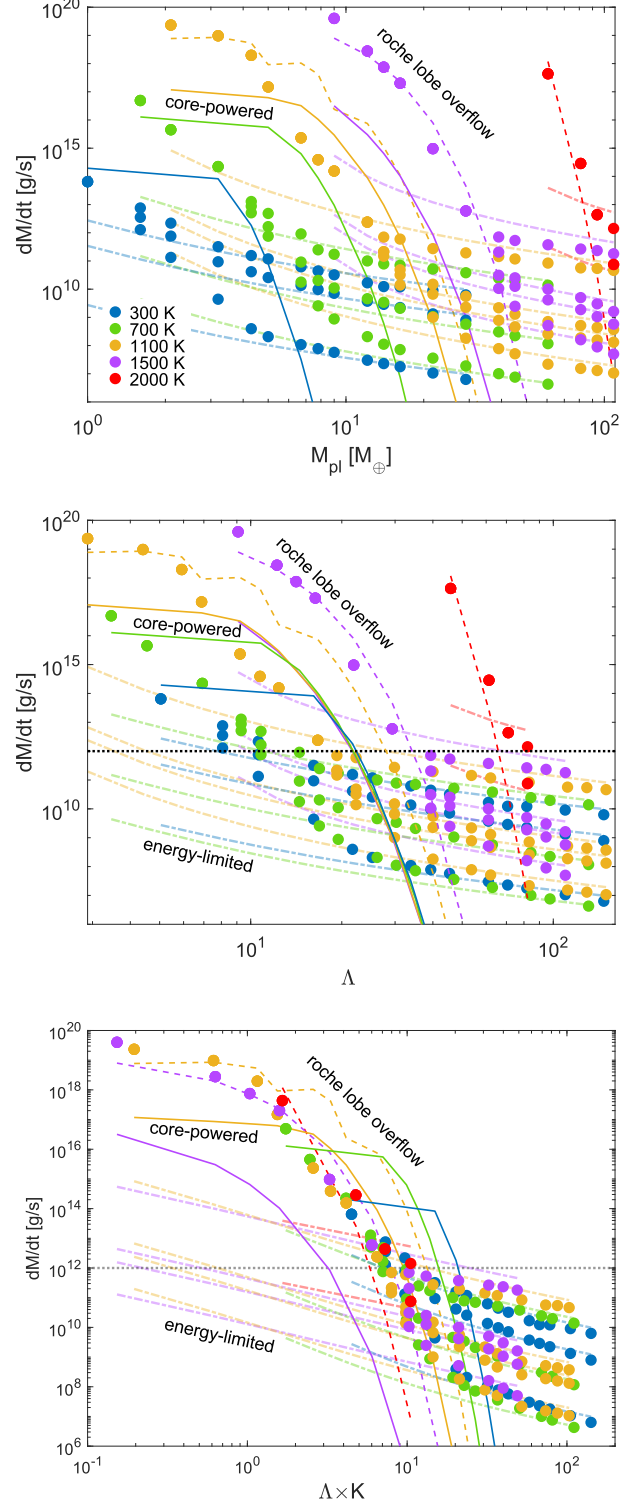 10^20
roche lobe overflow
core-powered
10^15
dM/dt [g/s]
10^10
300 K
700 K
1100 K
1500 K
2000 K
10^0 10^1 10^2
M_pl [M_⊕]
10^20
roche lobe overflow
core-powered
10^15
dM/dt [g/s]
10^10
energy-limited
10^1 10^2
Λ
10^20
roche lobe overflow
10^18
core-powered
10^16
10^14
dM/dt [g/s]
10^12
10^10
energy-limited
10^8
10^6
10^-1 10^0 10^1 10^2
Λ×K